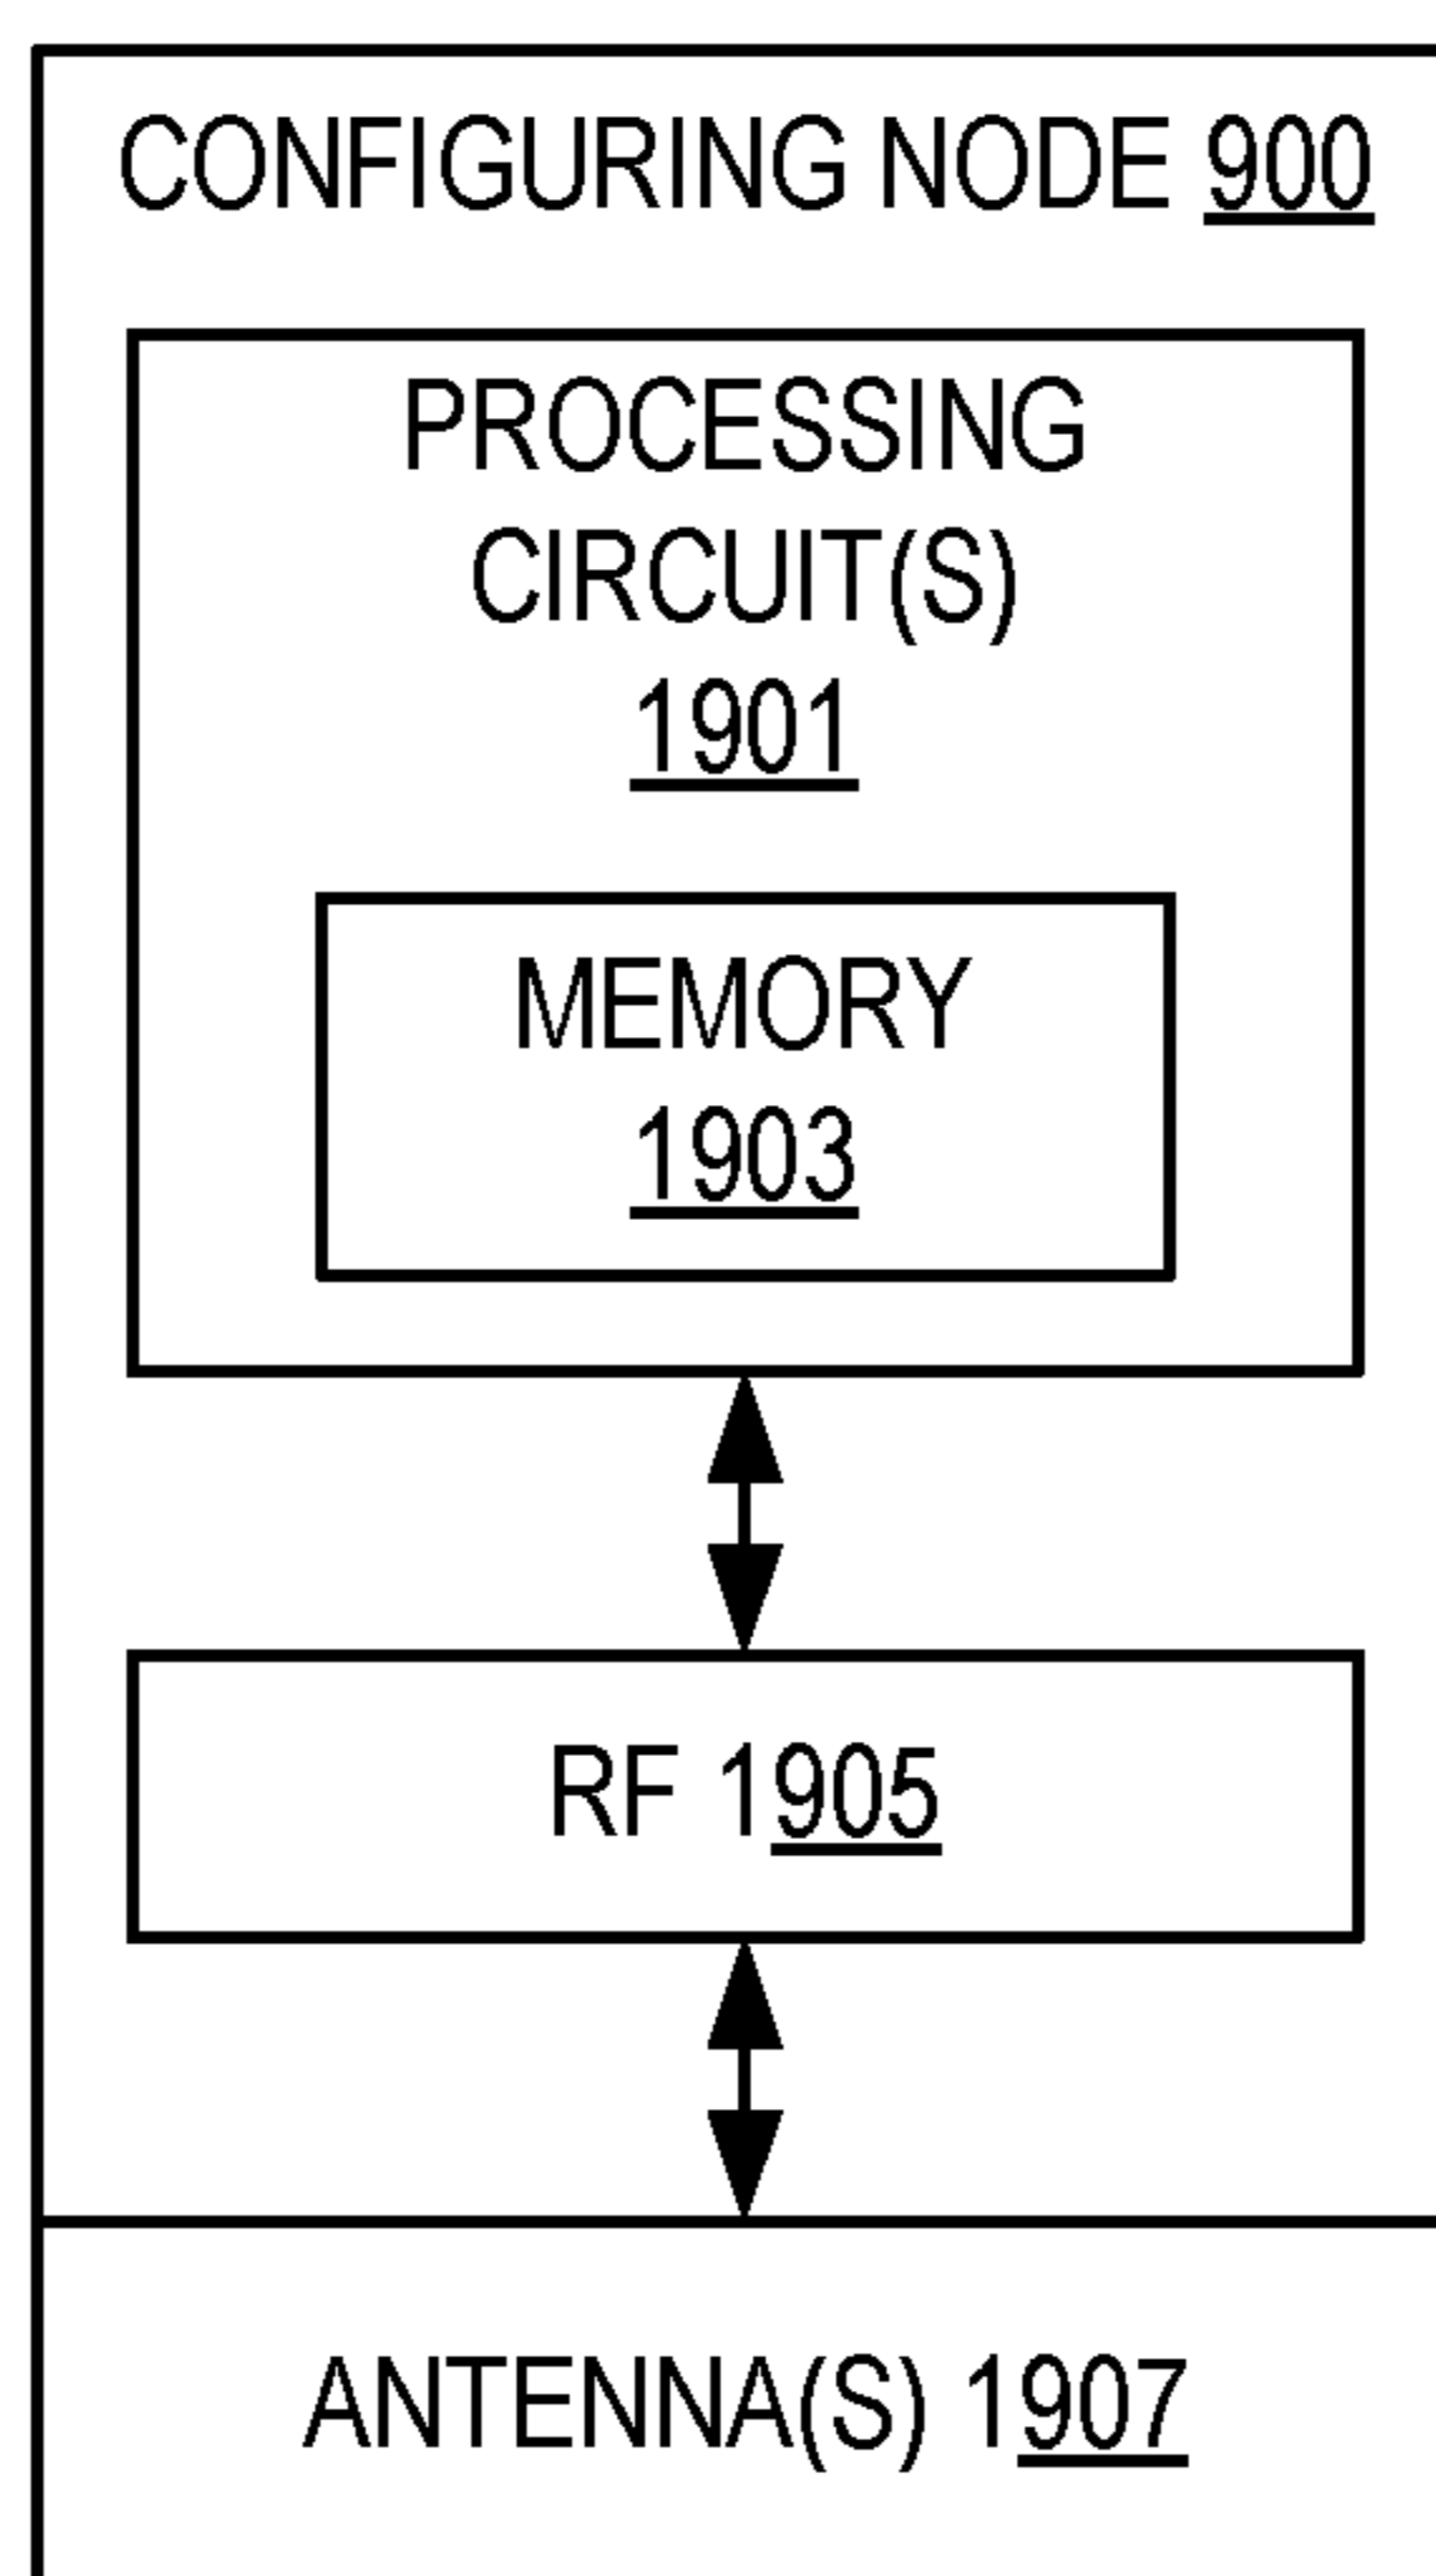 CONFIGURING NODE 900
PROCESSING
CIRCUIT(S)
1901
MEMORY
1903
RF 1905
ANTENNA(S) 1907